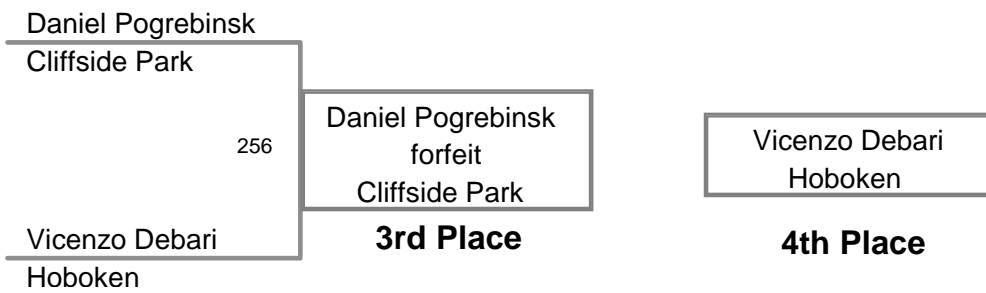 Daniel Pogrebinsk
Cliffside Park
256
Daniel Pogrebinsk
forfeit
Cliffside Park
3rd Place
Vicenzo Debari
Hoboken
Vicenzo Debari
Hoboken
4th Place